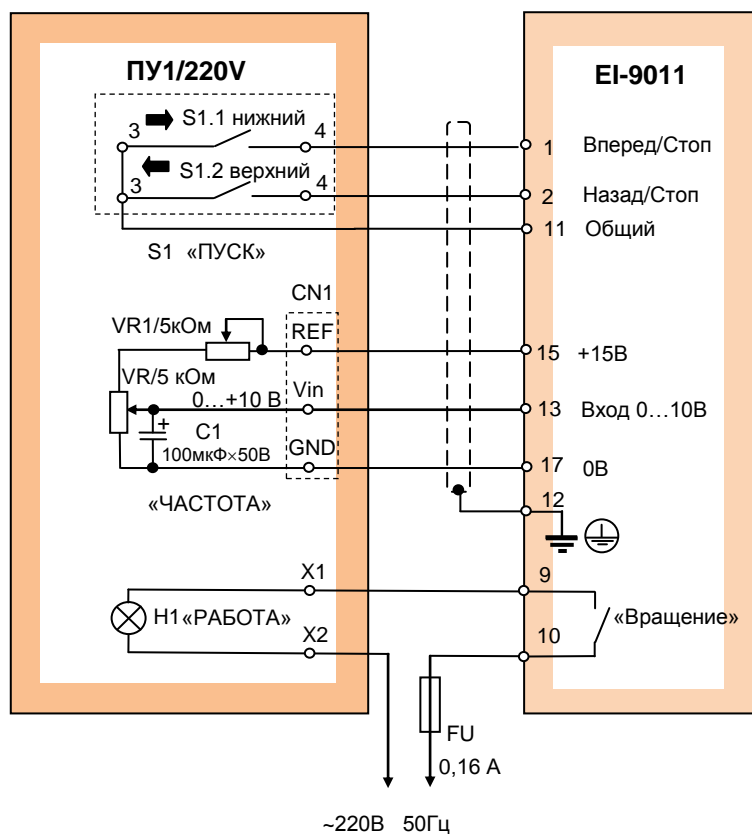 ПУ1/220V
EI-9011
3 S1.1 нижний 4
1 Вперед/Стоп
3 S1.2 верхний 4
2 Назад/Стоп
11 Общий
S1 «ПУСК»
CN1
VR1/5кОм
REF
15 +15В
VR/5 кОм
0...+10 В
Vin
13 Вход 0...10В
+
C1
100мкФ×50В
GND
17 0В
«ЧАСТОТА»
12
X1
9
H1 «РАБОТА»
«Вращение»
X2
10
FU
0,16 А
~220В 50Гц